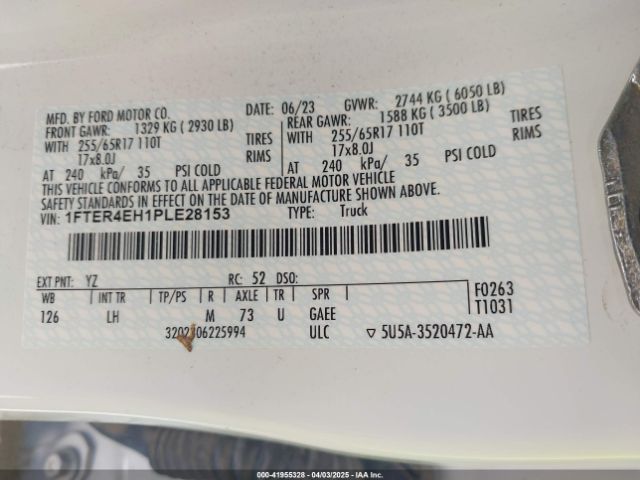 MFD. BY FORD MOTOR CO.
DATE: 06/23 GVWR: 2744 KG ( 6050 LB)
FRONT GAWR: 1329 KG ( 2930 LB)
REAR GAWR: 1588 KG ( 3500 LB)
WITH 255/65R17 110T TIRES
255/65R17 110T TIRES
17x8.0J RIMS
17x8.0J RIMS
AT 240 kPa/ 35 PSI COLD
AT 240 kPa/ 35 PSI COLD
THIS VEHICLE CONFORMS TO ALL APPLICABLE FEDERAL MOTOR VEHICLE
SAFETY STANDARDS IN EFFECT ON THE DATE OF MANUFACTURE SHOWN ABOVE.
VIN: 1FTER4EH1PLE28153 TYPE: Truck
EXT PNT: YZ RC: 52 DSO:
WB INT TR TP/PS R AXLE TR SPR F0263
126 LH M 73 U GAEE T1031
ULC ▽ 5U5A-3520472-AA
000-41955328 - 04/03/2025 - IAAI.COM